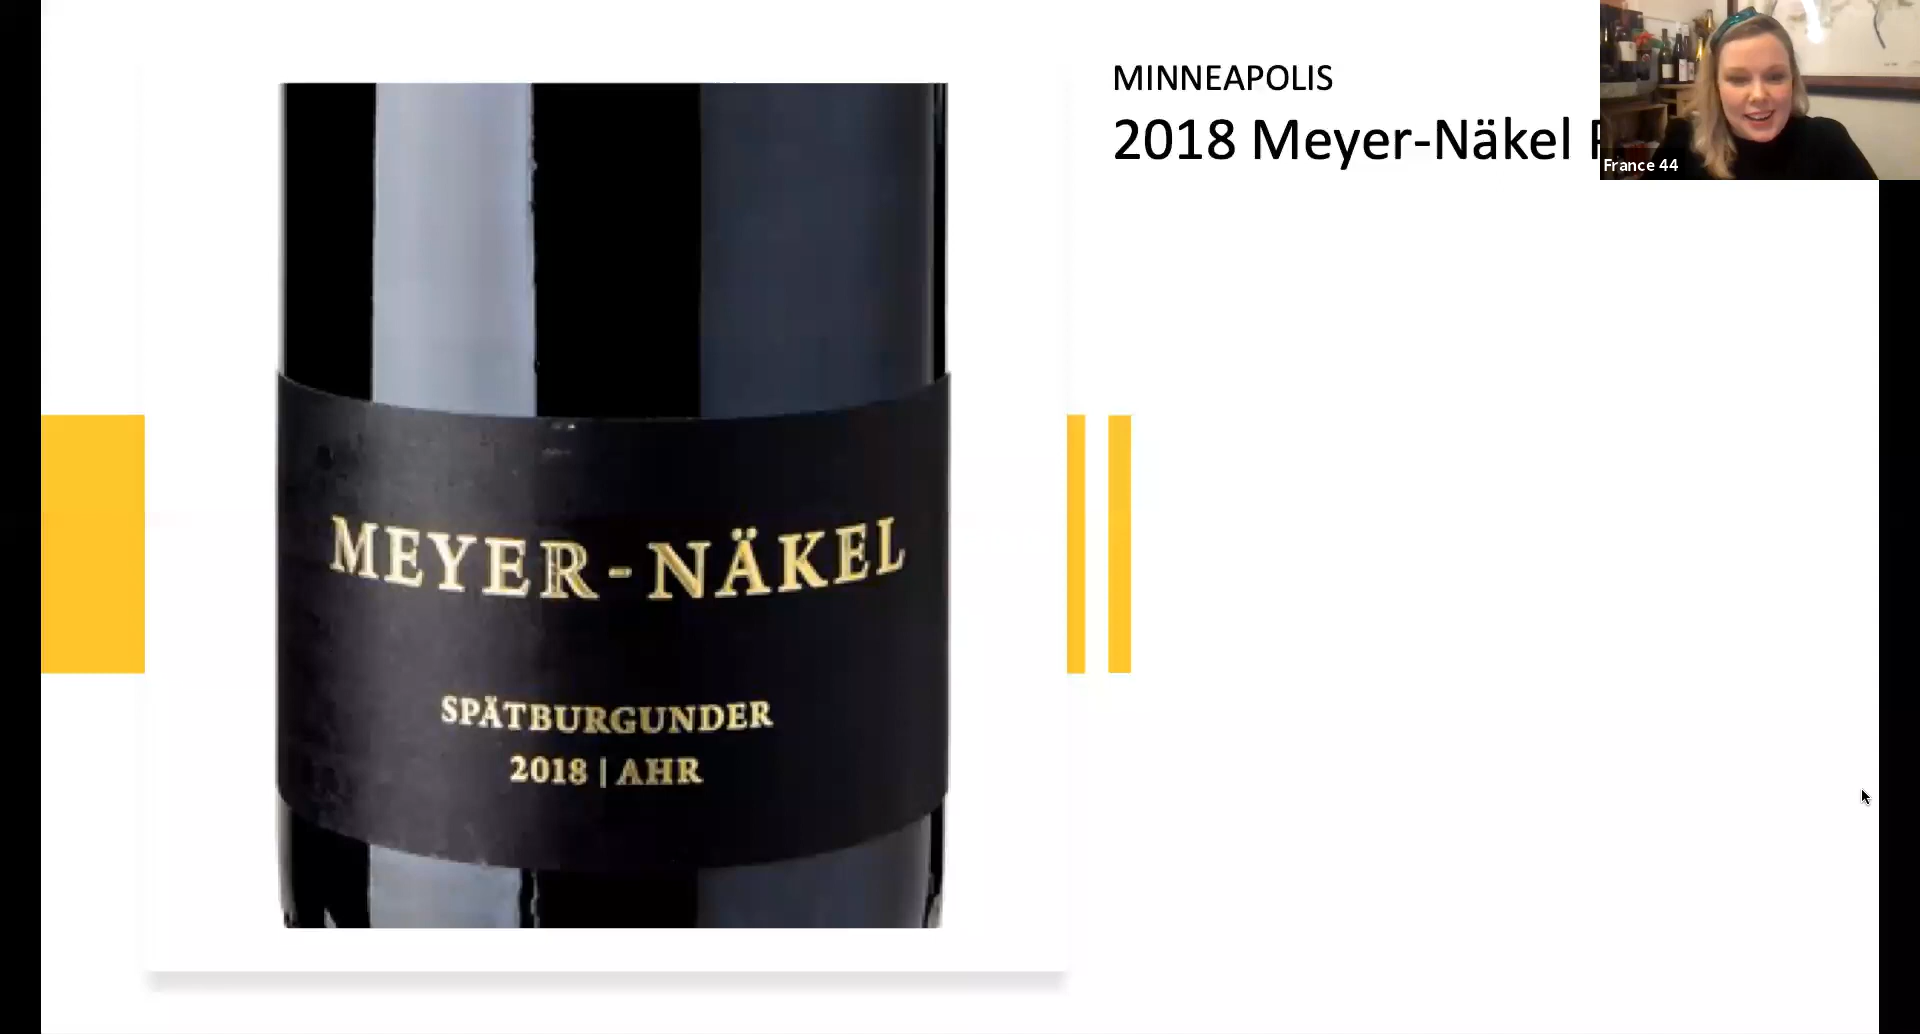 MINNEAPOLIS
2018 Meyer-Näkel
France 44
MEYER-NÄKEL
SPÄTBURGUNDER
2018 | AHR